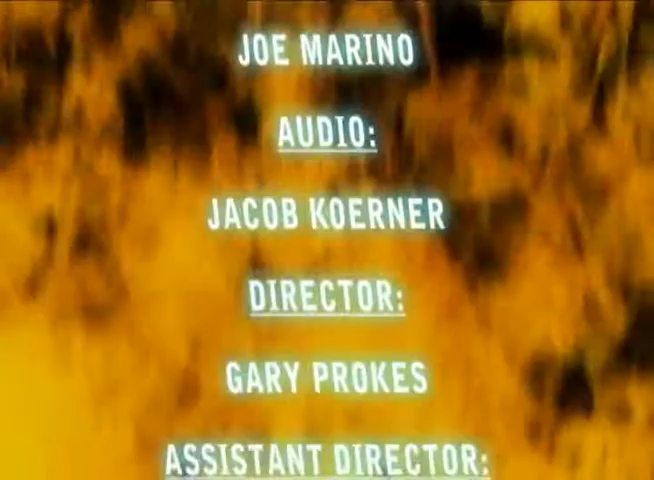 JOE MARINO
AUDIO:
JACOB KOERNER
DIRECTOR:
GARY PROKES
ASSISTANT DIRECTOR: